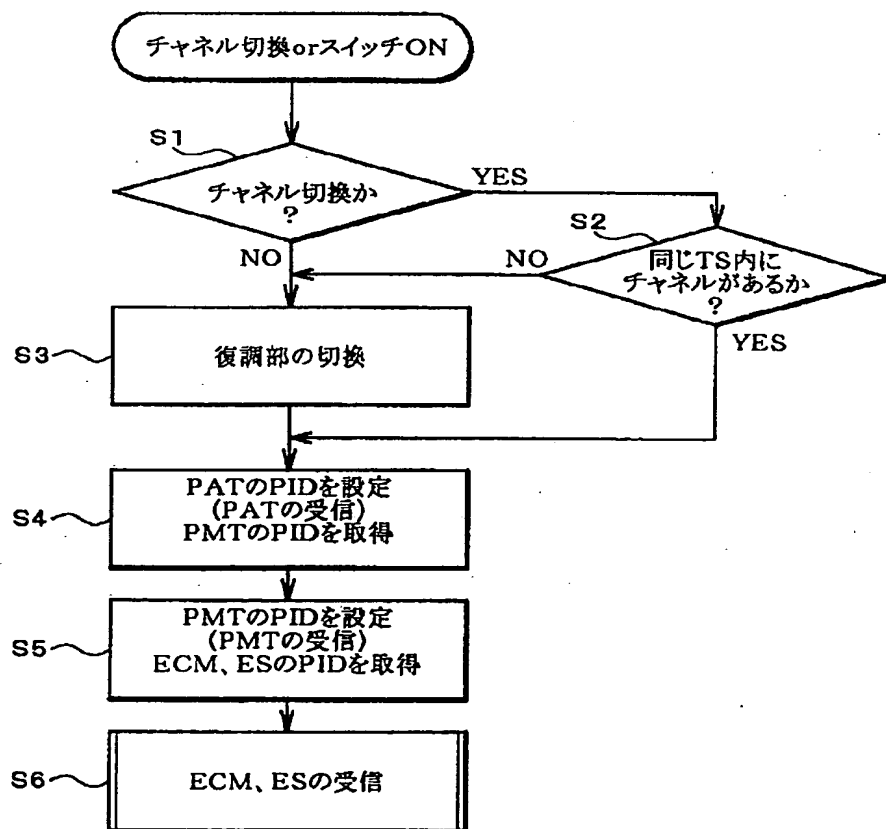 チャネル切換orスイッチON
S1
チャネル切換か
?
YES
NO
S2
同じTS内に
チャネルがあるか
?
NO
YES
S3
復調部の切換
S4
PATのPIDを設定
(PATの受信)
PMTのPIDを取得
S5
PMTのPIDを設定
(PMTの受信)
ECM、ESのPIDを取得
S6
ECM、ESの受信